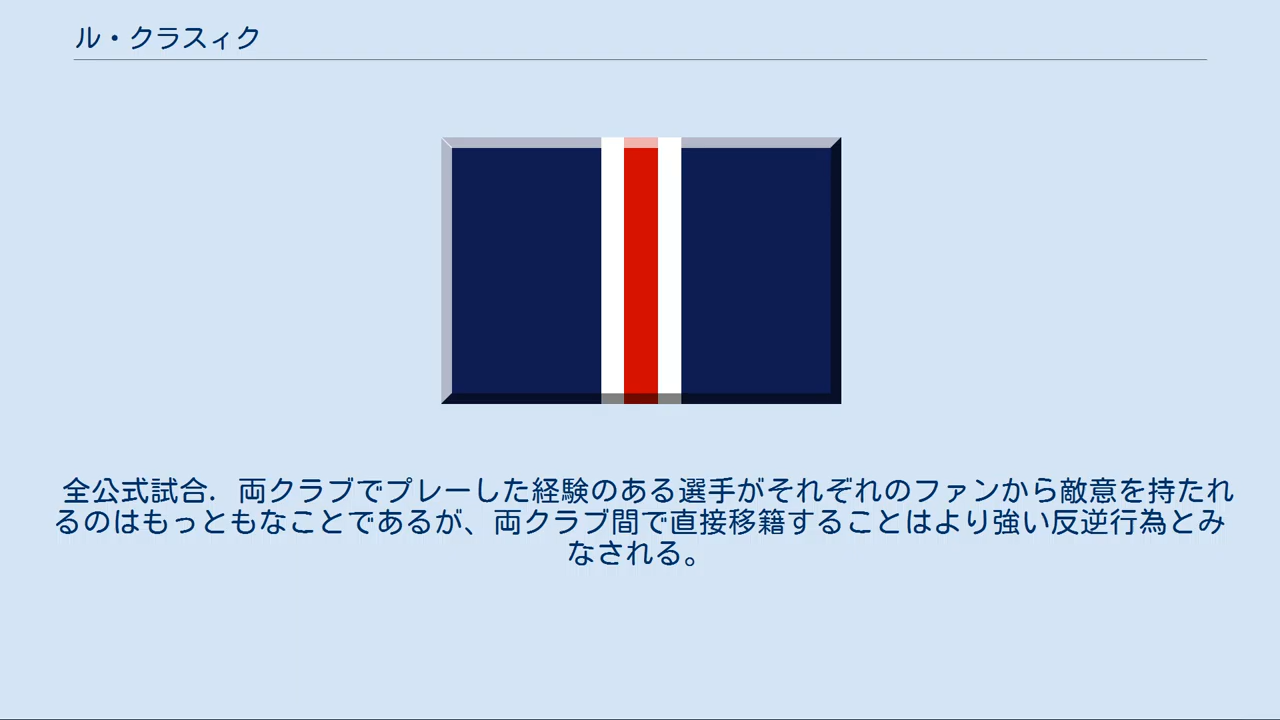 ル・クラスィク
全公式試合. 両クラブでプレーした経験のある選手がそれぞれのファンから敵意を持たれ
るのはもっともなことであるが、両クラブ間で直接移籍することはより強い反逆行為とみ
なされる。